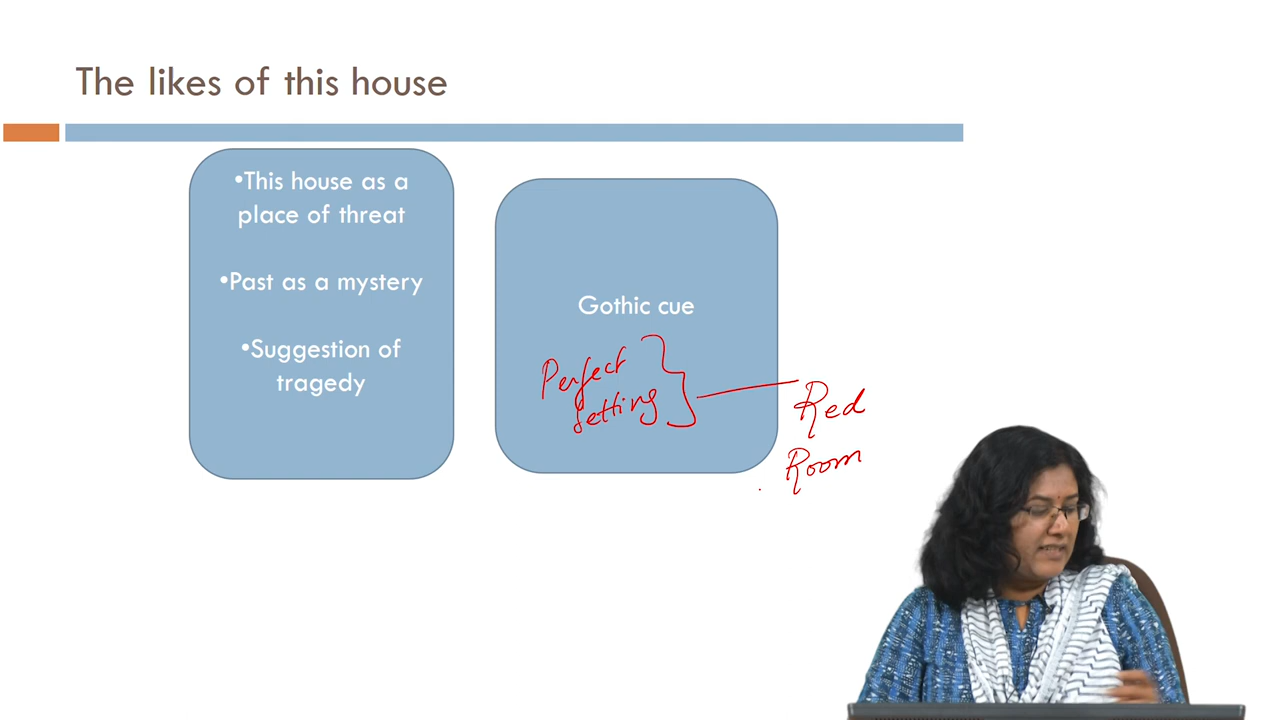 The likes of this house
•This house as a
place of threat
•Past as a mystery
•Suggestion of
tragedy
Gothic cue
Perfect
setting
Red
Room